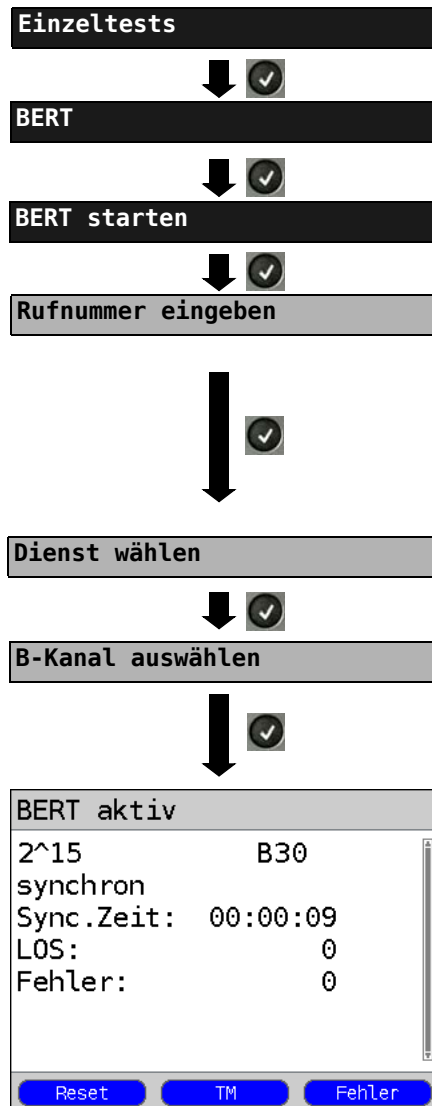 Einzeltests
BERT
BERT starten
Rufnummer eingeben
Dienst wählen
B-Kanal auswählen
BERT aktiv
2^15 B30
synchron
Sync.Zeit: 00:00:09
LOS: 0
Fehler: 0
Reset TM Fehler